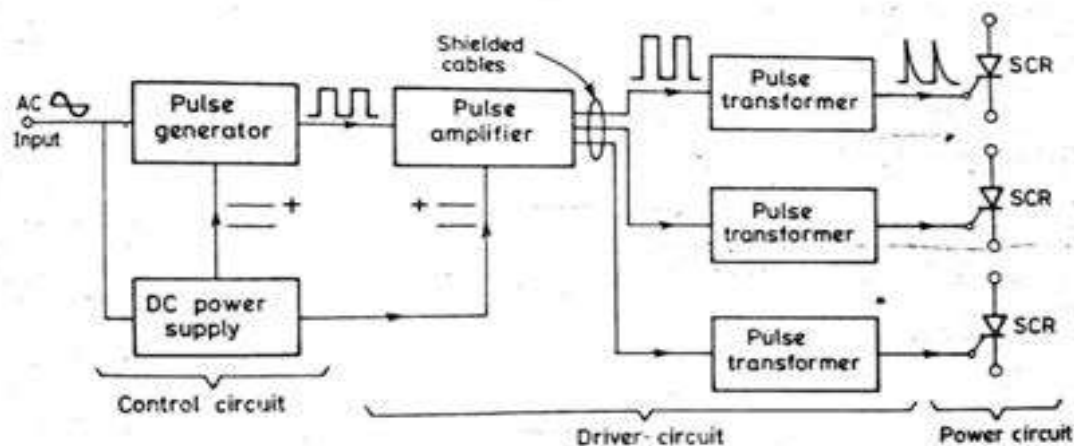 Shielded
cables
AC
Input
Pulse
generator
Pulse
amplifier
Pulse
transformer
SCR
+
+
Pulse
transformer
SCR
DC power
supply
Pulse
transformer
SCR
Control circuit
Driver-circuit
Power circuit